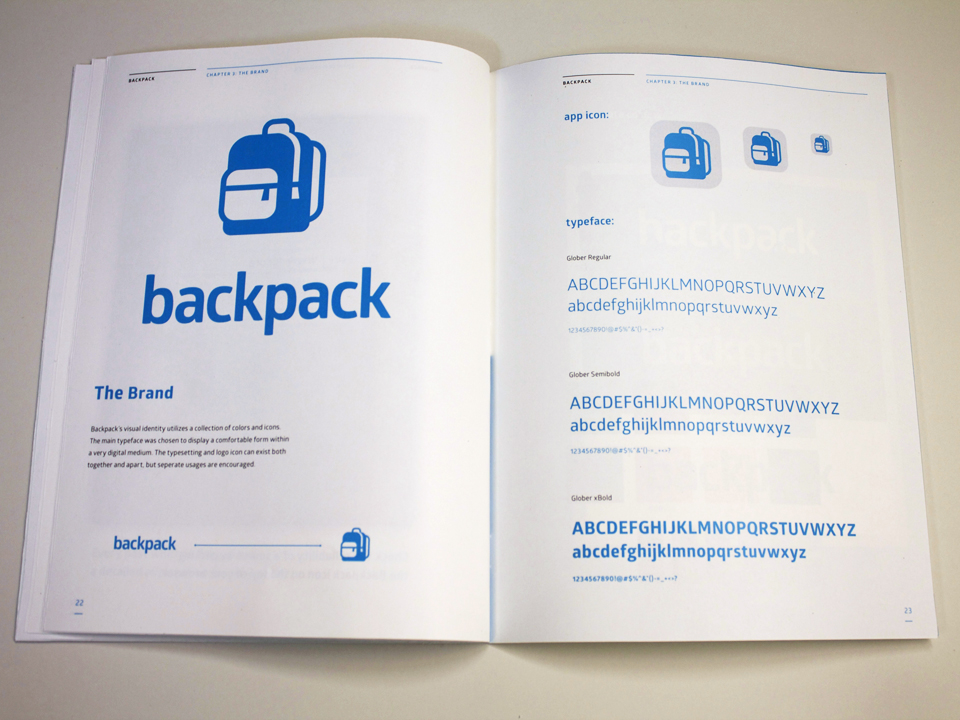 BACKPACK
CHAPTER 3: THE BRAND
backpack
The Brand
Backpack's visual identity utilizes a collection of colors and icons.
The main typeface was chosen to display a comfortable form within
a very digital medium. The typesetting and logo icon can exist both
together and apart, but seperate usages are encouraged.
backpack
22
BACKPACK
CHAPTER 3: THE BRAND
app icon:
typeface:
Glober Regular
ABCDEFGHIJKLMNOPQRSTUVWXYZ
abcdefghijklmnopqrstuvwxyz
1234567890!@#$%^&*()-=_+<>?
Glober Semibold
ABCDEFGHIJKLMNOPQRSTUVWXYZ
abcdefghijklmnopqrstuvwxyz
1234567890!@#$%^&*()-=_+<>?
Glober xBold
ABCDEFGHIJKLMNOPQRSTUVWXYZ
abcdefghijklmnopqrstuvwxyz
1234567890!@#$%^&*()-=_+<>?
23